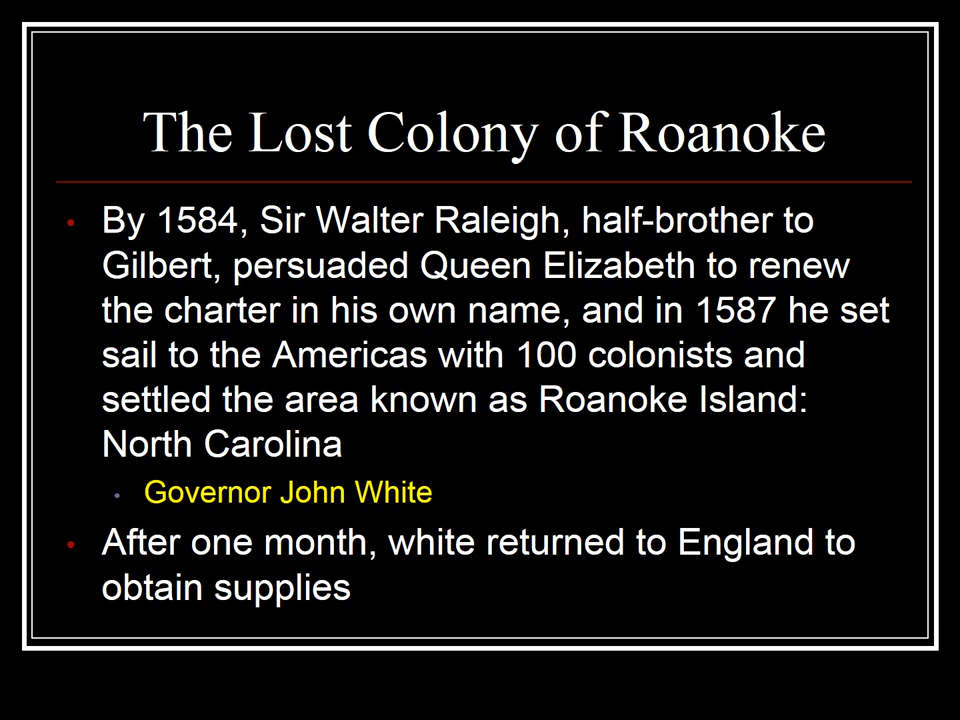 The Lost Colony of Roanoke
• By 1584, Sir Walter Raleigh, half-brother to
Gilbert, persuaded Queen Elizabeth to renew
the charter in his own name, and in 1587 he set
sail to the Americas with 100 colonists and
settled the area known as Roanoke Island:
North Carolina
• Governor John White
• After one month, white returned to England to
obtain supplies